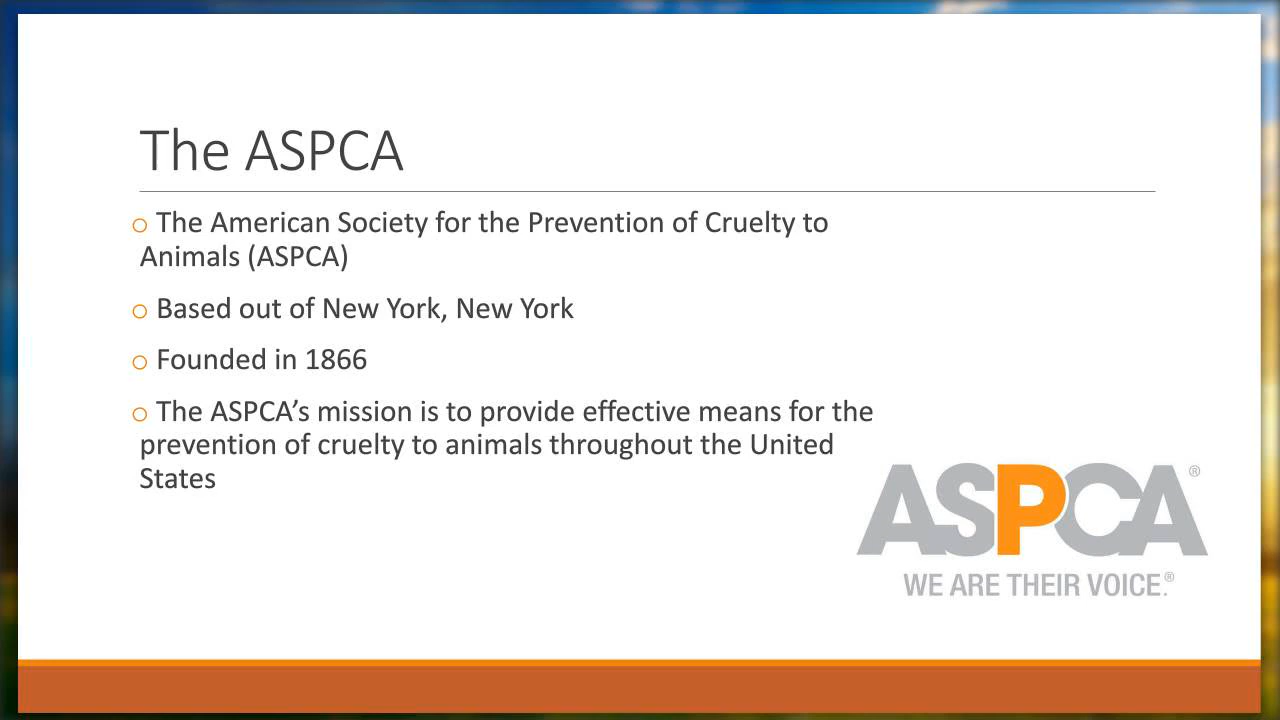 The ASPCA
o The American Society for the Prevention of Cruelty to
Animals (ASPCA)
o Based out of New York, New York
o Founded in 1866
o The ASPCA’s mission is to provide effective means for the
prevention of cruelty to animals throughout the United
States
ASPCA®
WE ARE THEIR VOICE.®